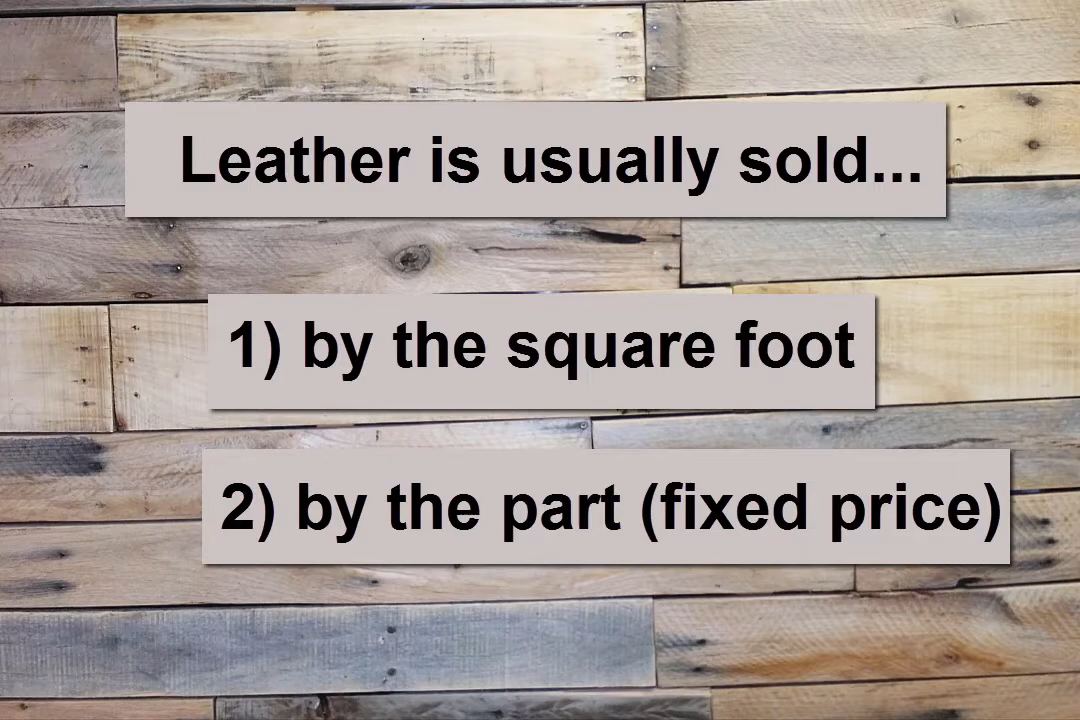 Leather is usually sold...
1) by the square foot
2) by the part (fixed price)